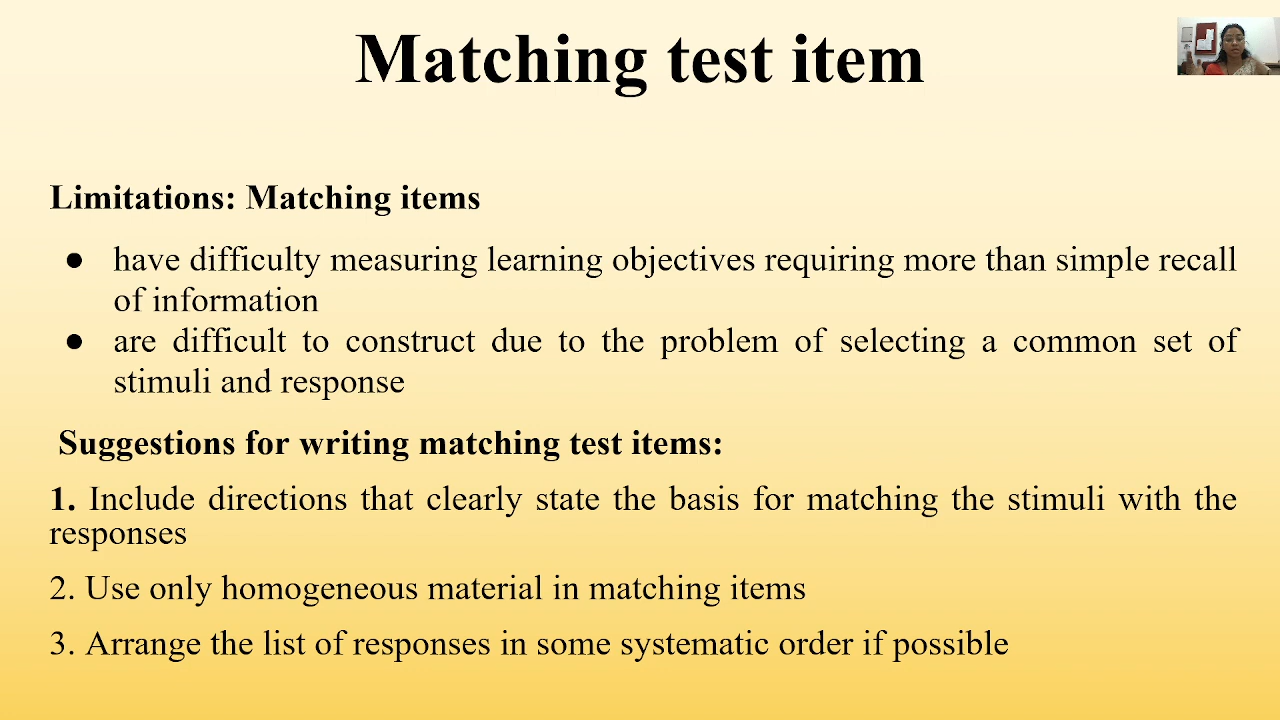 Matching test item
Limitations: Matching items
● have difficulty measuring learning objectives requiring more than simple recall
of information
● are difficult to construct due to the problem of selecting a common set of
stimuli and response
Suggestions for writing matching test items:
1. Include directions that clearly state the basis for matching the stimuli with the
responses
2. Use only homogeneous material in matching items
3. Arrange the list of responses in some systematic order if possible